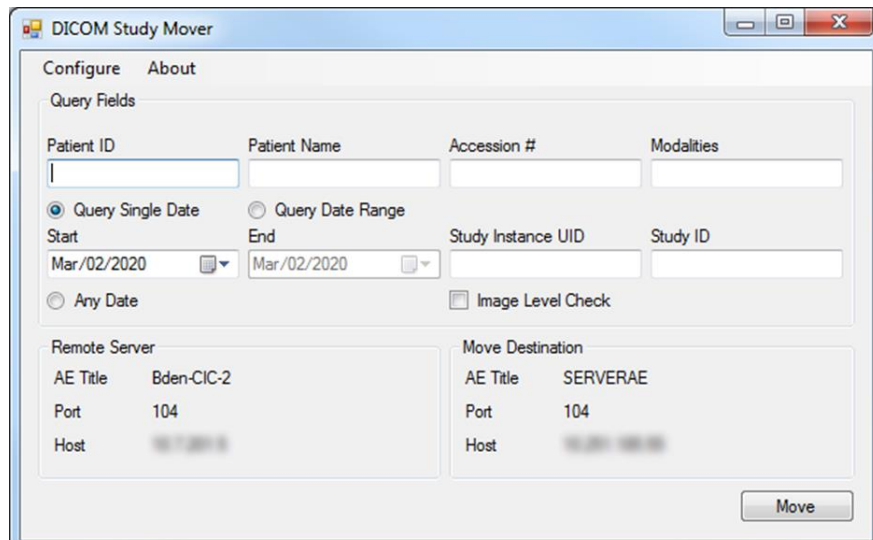 DICOM Study Mover
Configure About
Query Fields
Patient ID Patient Name Accession # Modalities
Query Single Date Query Date Range
Start End Study Instance UID Study ID
Mar/02/2020 Mar/02/2020
Any Date Image Level Check
Remote Server Move Destination
AE Title Bden-CIC-2 AE Title SERVERAE
Port 104 Port 104
Host Host
Move